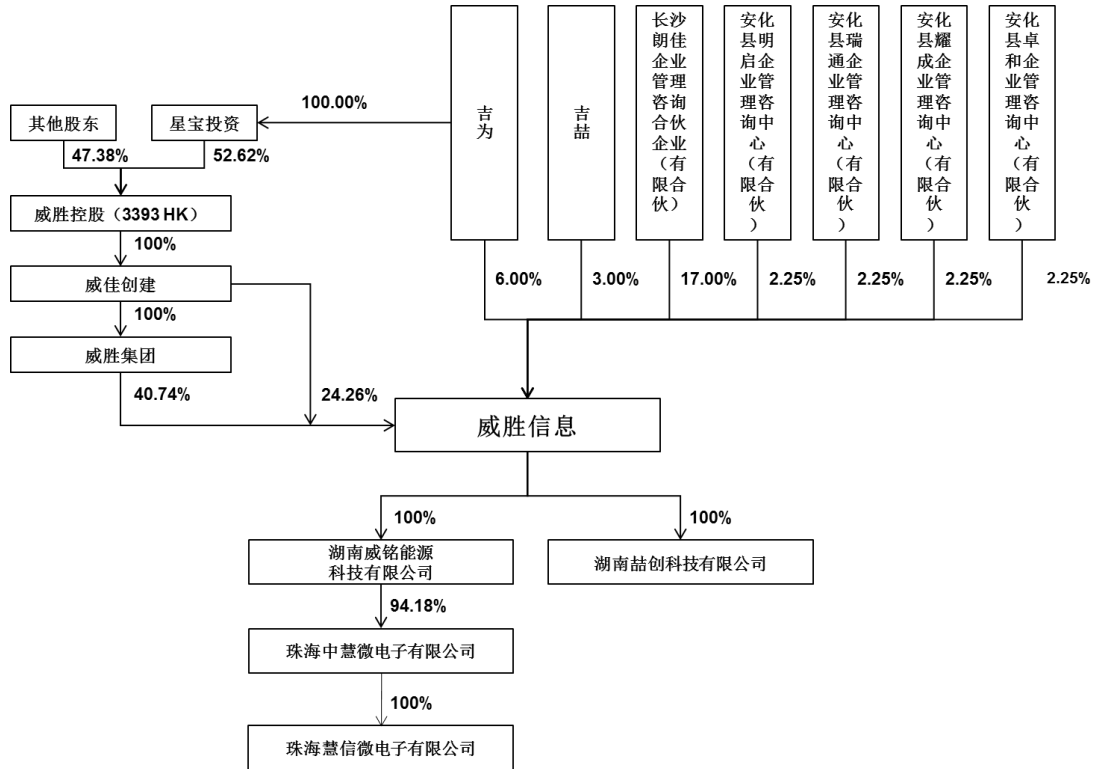 长沙朗佳企业管理咨询合伙企业（有限合伙）
安化县明启企业管理咨询中心（有限合伙）
安化县瑞通企业管理咨询中心（有限合伙）
安化县耀成企业管理咨询中心（有限合伙）
安化县卓和企业管理咨询中心（有限合伙）
吉为
吉喆
100.00%
其他股东
星宝投资
47.38%
52.62%
威胜控股（3393 HK）
100%
威佳创建
100%
威胜集团
6.00%
3.00%
17.00%
2.25%
2.25%
2.25%
2.25%
40.74%
24.26%
威胜信息
100%
100%
湖南威铭能源
科技有限公司
湖南喆创科技有限公司
94.18%
珠海中慧微电子有限公司
100%
珠海慧信微电子有限公司